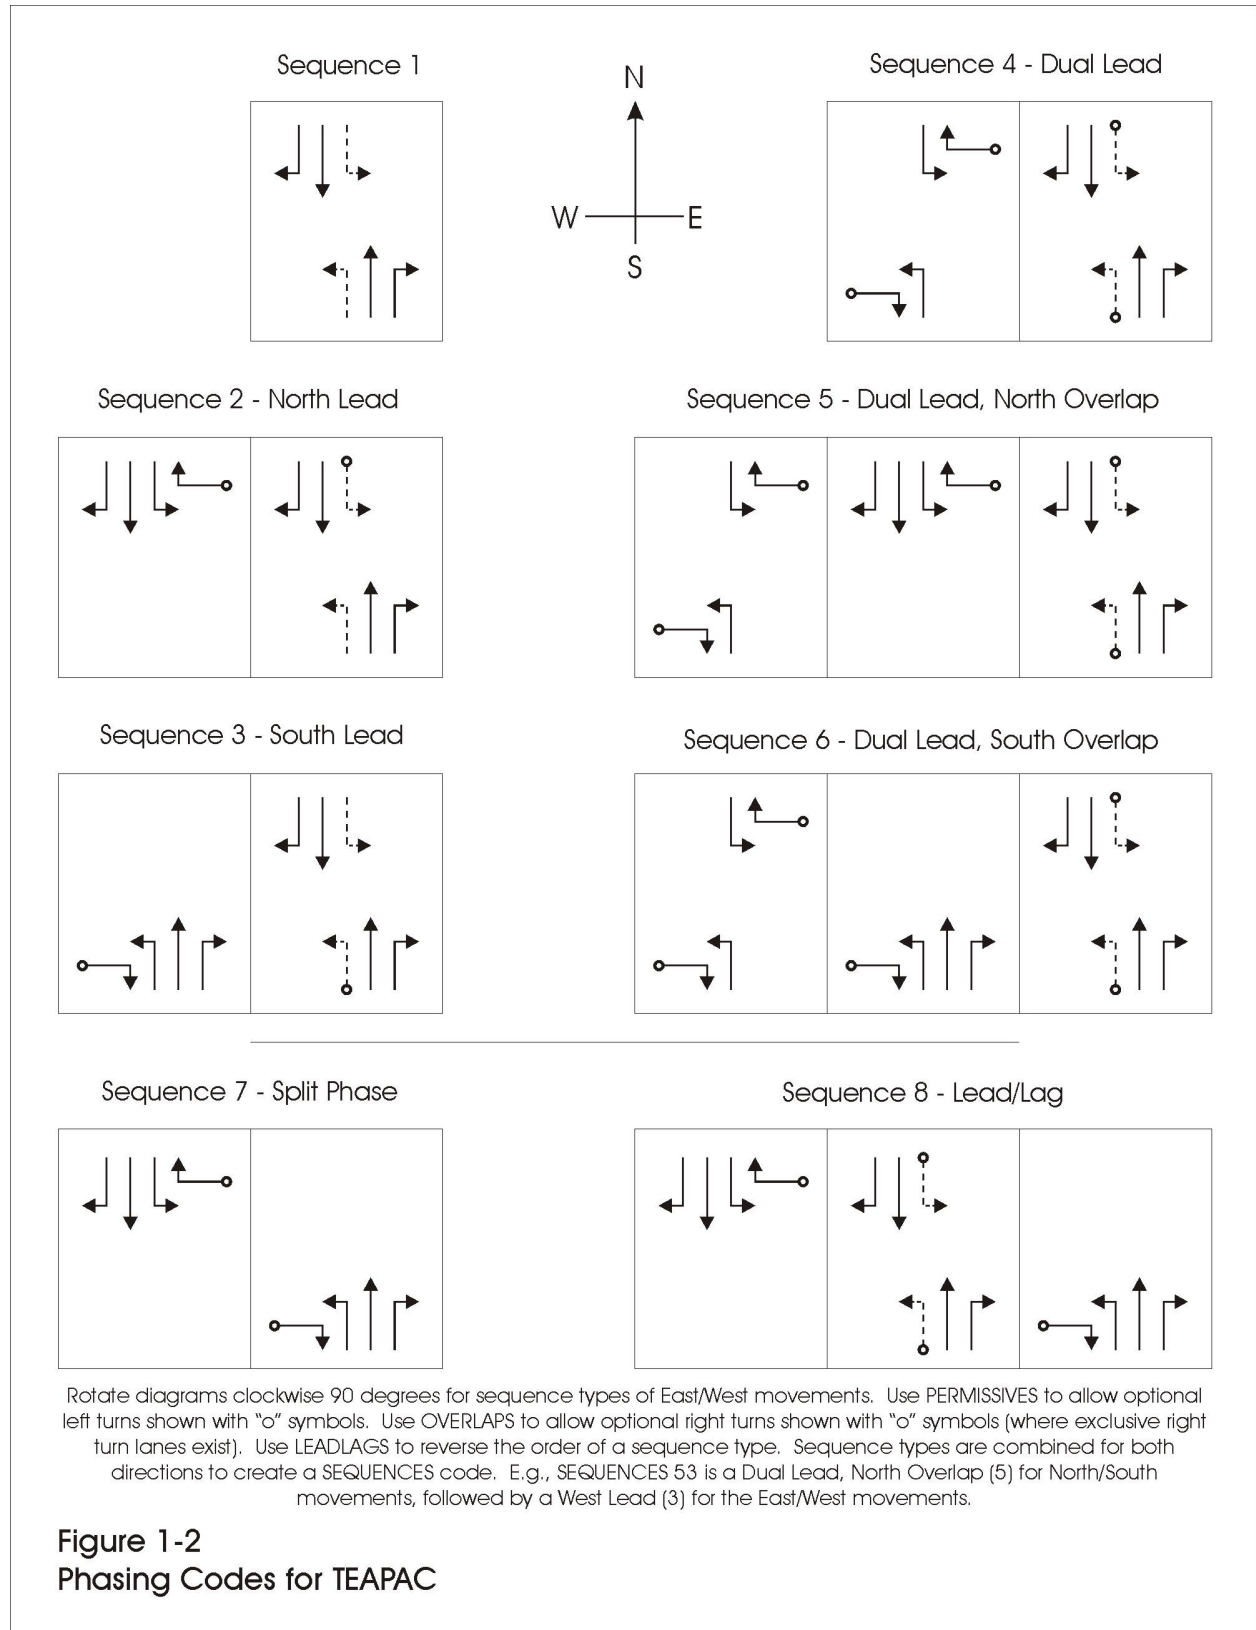 Sequence 1
N
W
E
S
Sequence 4 - Dual Lead
Sequence 2 - North Lead
Sequence 5 - Dual Lead, North Overlap
Sequence 3 - South Lead
Sequence 6 - Dual Lead, South Overlap
Sequence 7 - Split Phase
Sequence 8 - Lead/Lag
Rotate diagrams clockwise 90 degrees for sequence types of East/West movements.  Use PERMISSIVES to allow optional
left turns shown with "o" symbols.  Use OVERLAPS to allow optional right turns shown with "o" symbols (where exclusive right
turn lanes exist).  Use LEADLAGS to reverse the order of a sequence type.  Sequence types are combined for both
directions to create a SEQUENCES code.  E.g., SEQUENCES 53 is a Dual Lead, North Overlap (5) for North/South
movements, followed by a West Lead (3) for the East/West movements.
Figure 1-2
Phasing Codes for TEAPAC